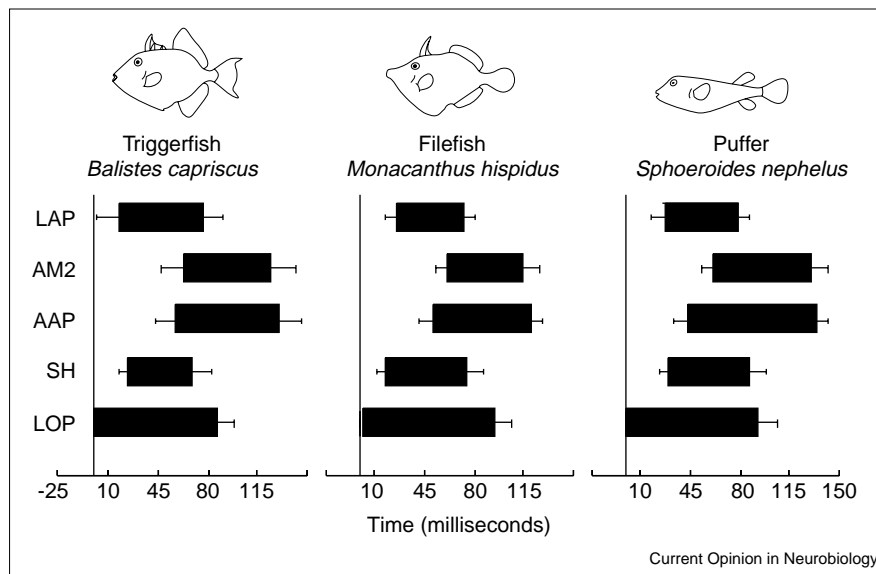 Triggerfish
Balistes capriscus
Filefish
Monacanthus hispidus
Puffer
Sphoeroides nephelus
LAP
AM2
AAP
SH
LOP
-25 10 45 80 115 10 45 80 115 10 45 80 115 150
Time (milliseconds)
Current Opinion in Neurobiology